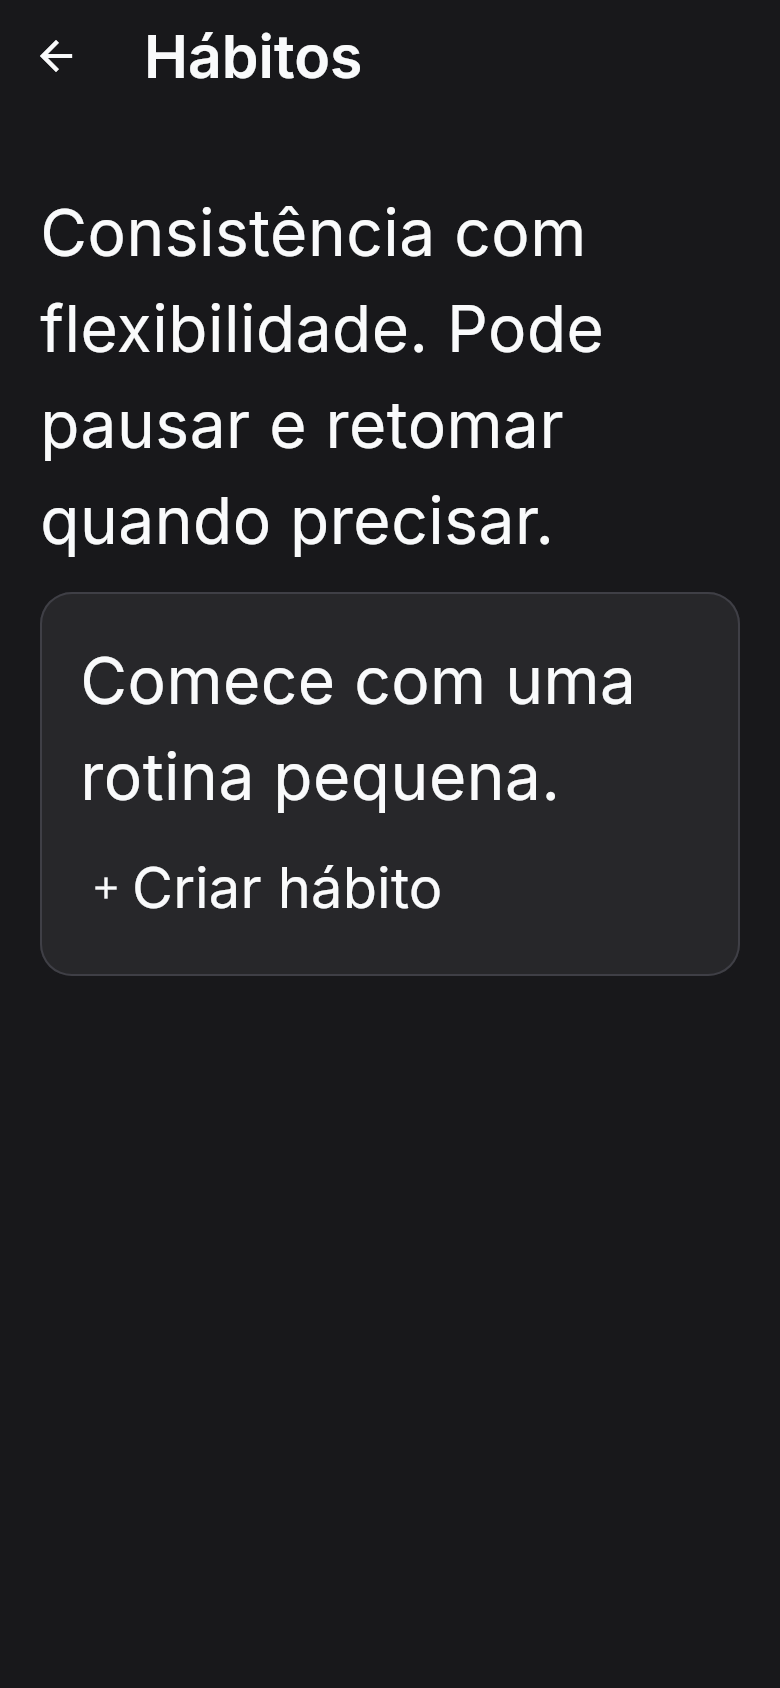 Hábitos
Consistência com
flexibilidade. Pode
pausar e retomar
quando precisar.
Comece com uma
rotina pequena.
+ Criar hábito